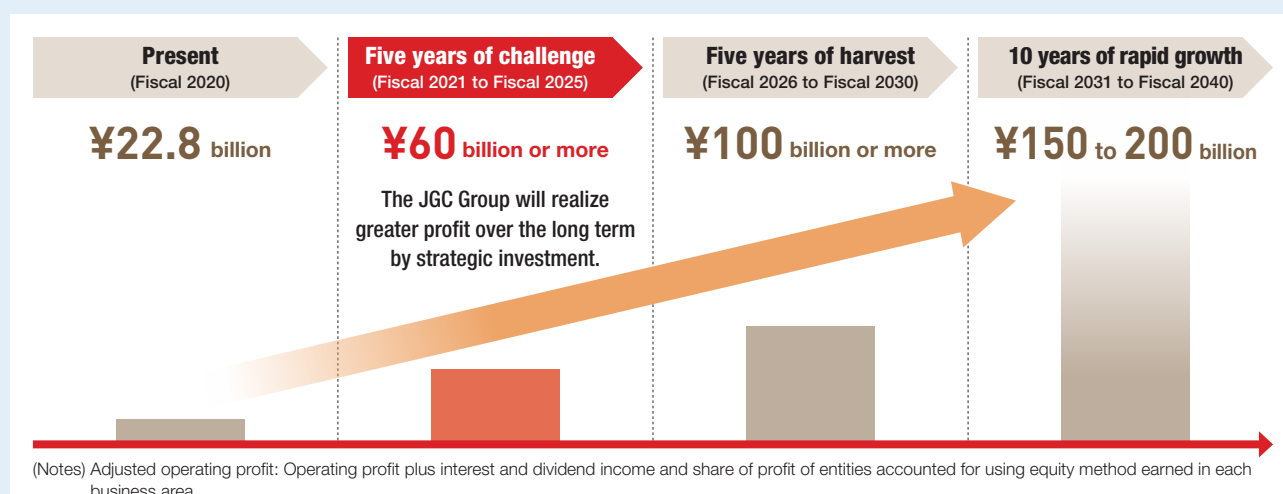 Present
(Fiscal 2020)
Five years of challenge
(Fiscal 2021 to Fiscal 2025)
Five years of harvest
(Fiscal 2026 to Fiscal 2030)
10 years of rapid growth
(Fiscal 2031 to Fiscal 2040)
¥22.8 billion
¥60 billion or more
¥100 billion or more
¥150 to 200 billion
The JGC Group will realize
greater profit over the long term
by strategic investment.
(Notes) Adjusted operating profit: Operating profit plus interest and dividend income and share of profit of entities accounted for using equity method earned in each
business area